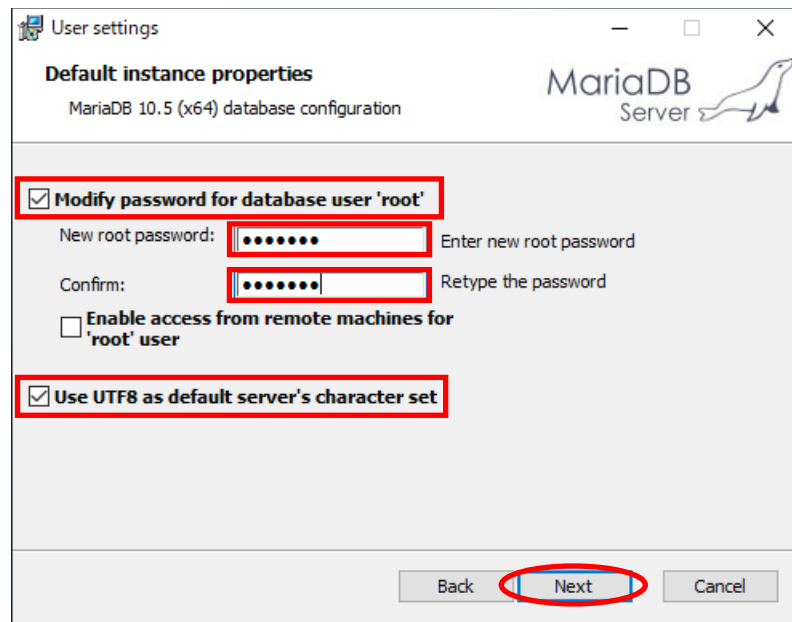 User settings
Default instance properties
MariaDB 10.5 (x64) database configuration
MariaDB
Server
Modify password for database user 'root'
New root password: ●●●●●●● Enter new root password
Confirm: ●●●●●●● Retype the password
Enable access from remote machines for
'root' user
Use UTF8 as default server's character set
Back Next Cancel